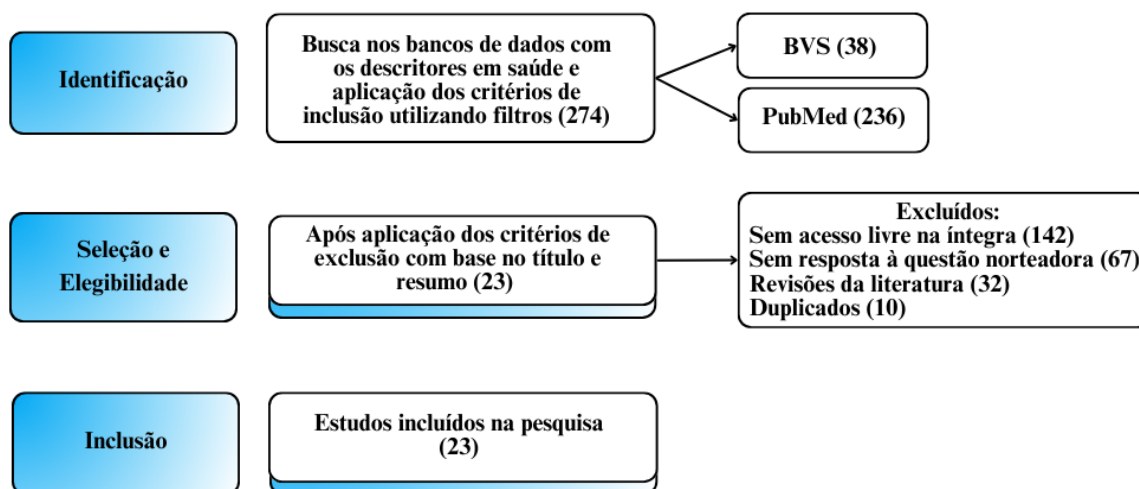 Identificação
Busca nos bancos de dados com
os descritores em saúde e
aplicação dos critérios de
inclusão utilizando filtros (274)
BVS (38)
PubMed (236)
Seleção e
Elegibilidade
Após aplicação dos critérios de
exclusão com base no título e
resumo (23)
Excluídos:
Sem acesso livre na íntegra (142)
Sem resposta à questão norteadora (67)
Revisões da literatura (32)
Duplicados (10)
Inclusão
Estudos incluídos na pesquisa
(23)